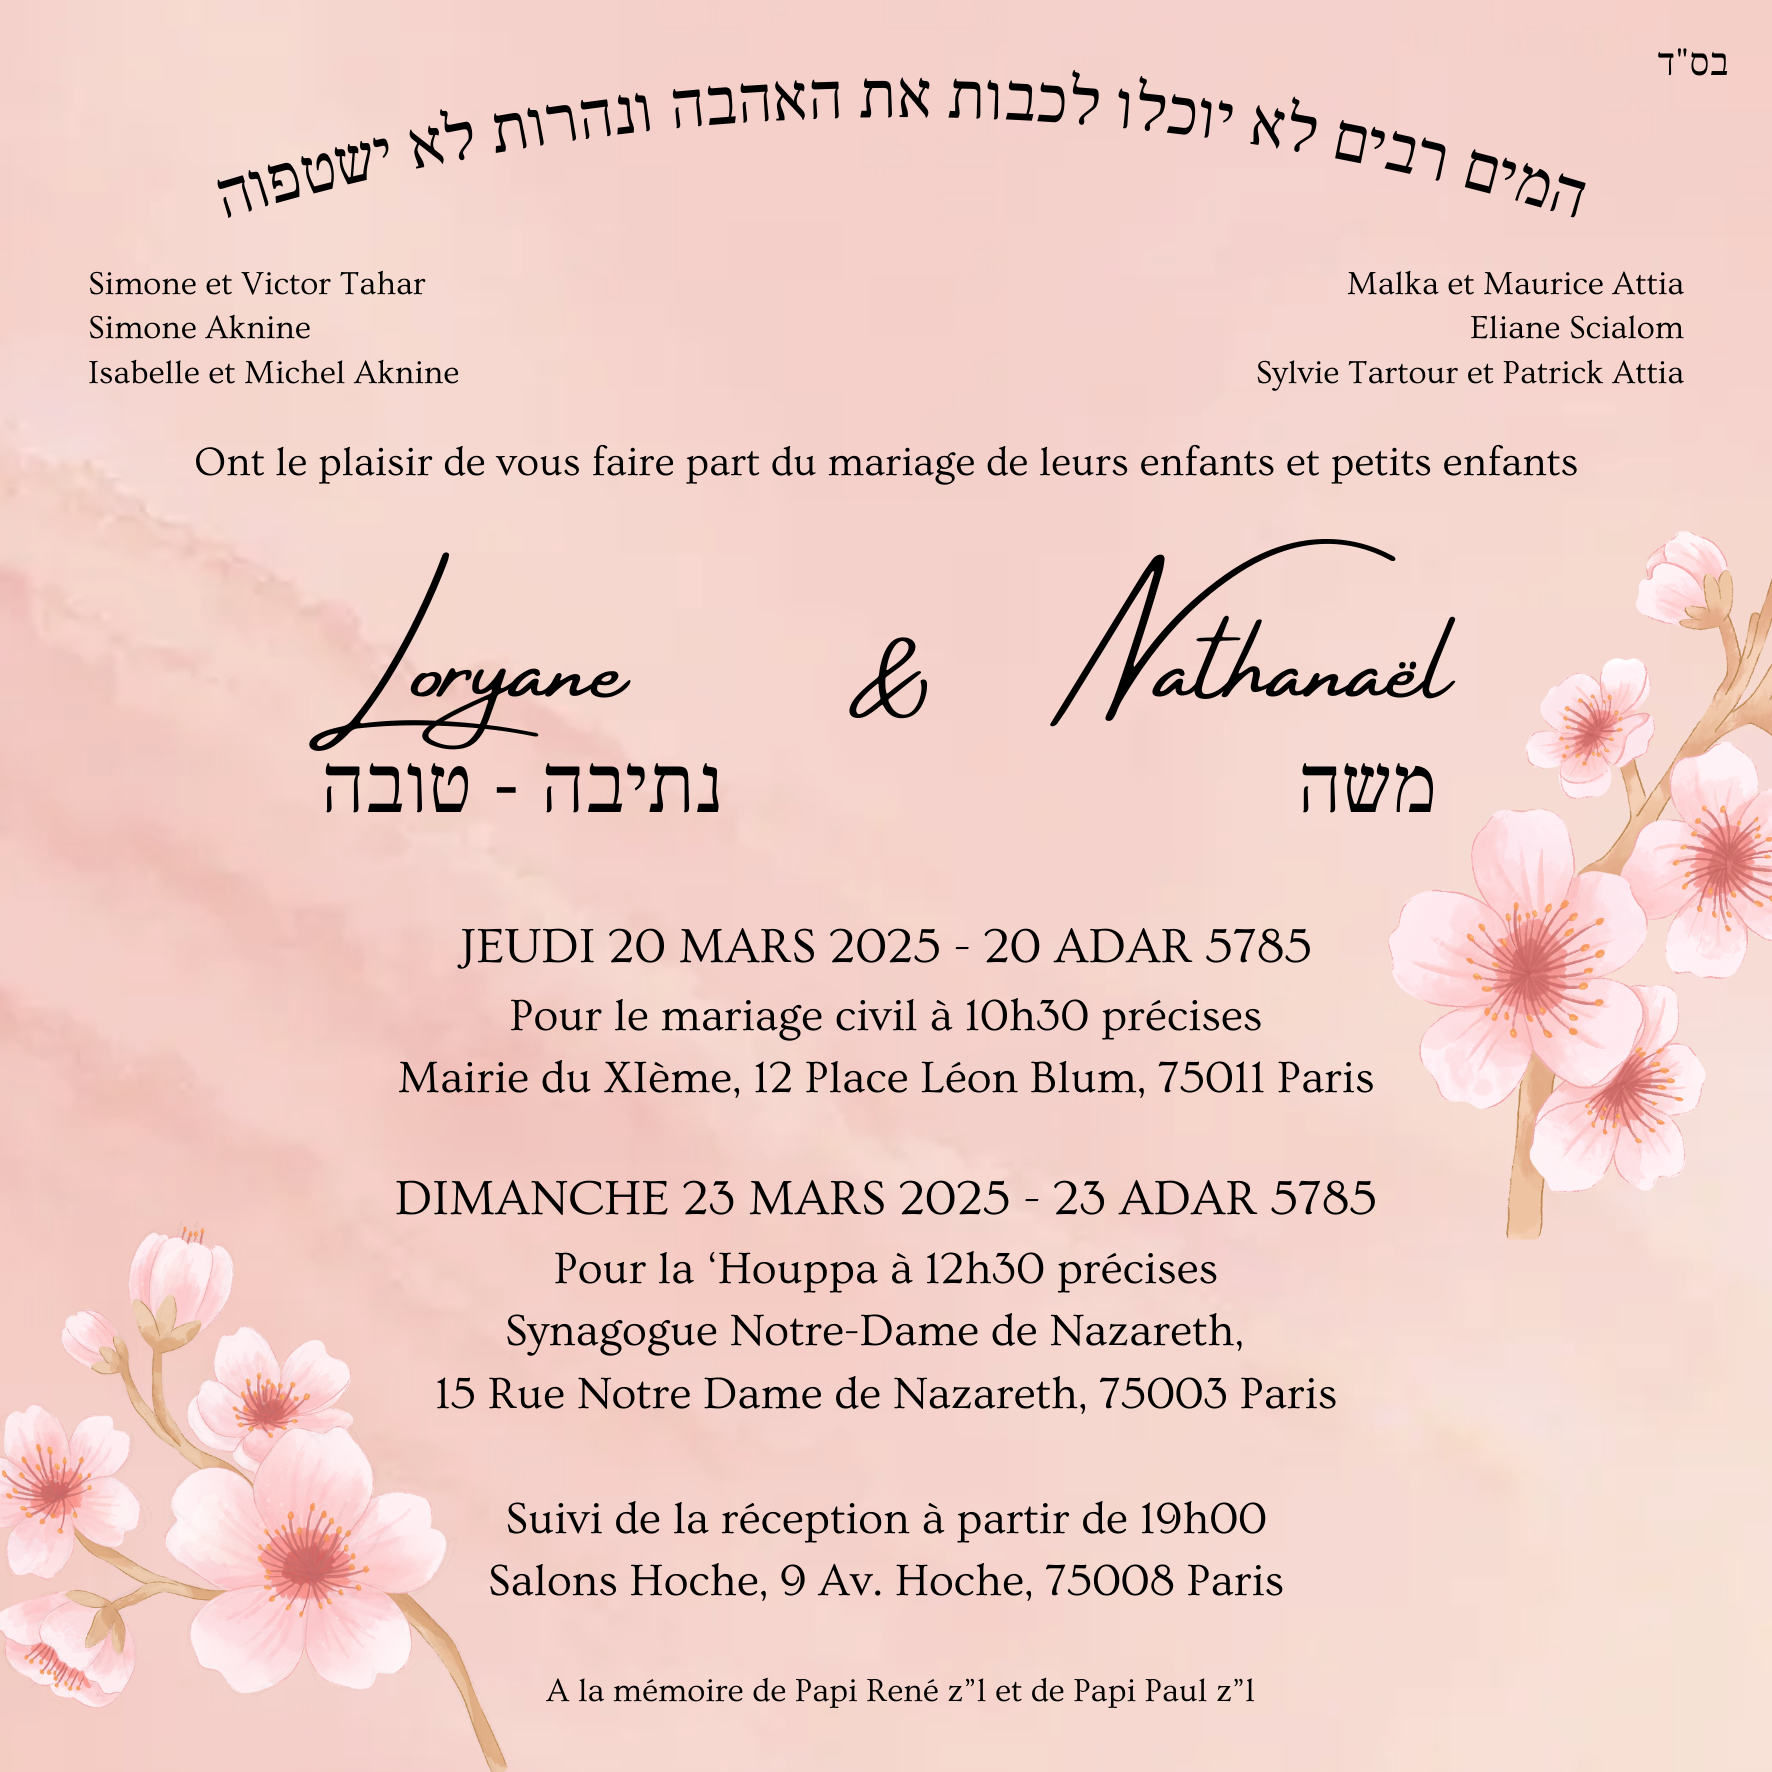 בס"ד
המים רבים לא יוכלו לכבות את האהבה ונהרות לא ישטפוה
Simone et Victor Tahar
Simone Aknine
Isabelle et Michel Aknine
Malka et Maurice Attia
Eliane Scialom
Sylvie Tartour et Patrick Attia
Ont le plaisir de vous faire part du mariage de leurs enfants et petits enfants
Loryane & Nathanaël
נתיבה - טובה
משה
JEUDI 20 MARS 2025 - 20 ADAR 5785
Pour le mariage civil à 10h30 précises
Mairie du XIème, 12 Place Léon Blum, 75011 Paris
DIMANCHE 23 MARS 2025 - 23 ADAR 5785
Pour la ‘Houppa à 12h30 précises
Synagogue Notre-Dame de Nazareth,
15 Rue Notre Dame de Nazareth, 75003 Paris
Suivi de la réception à partir de 19h00
Salons Hoche, 9 Av. Hoche, 75008 Paris
A la mémoire de Papi René z”l et de Papi Paul z”l